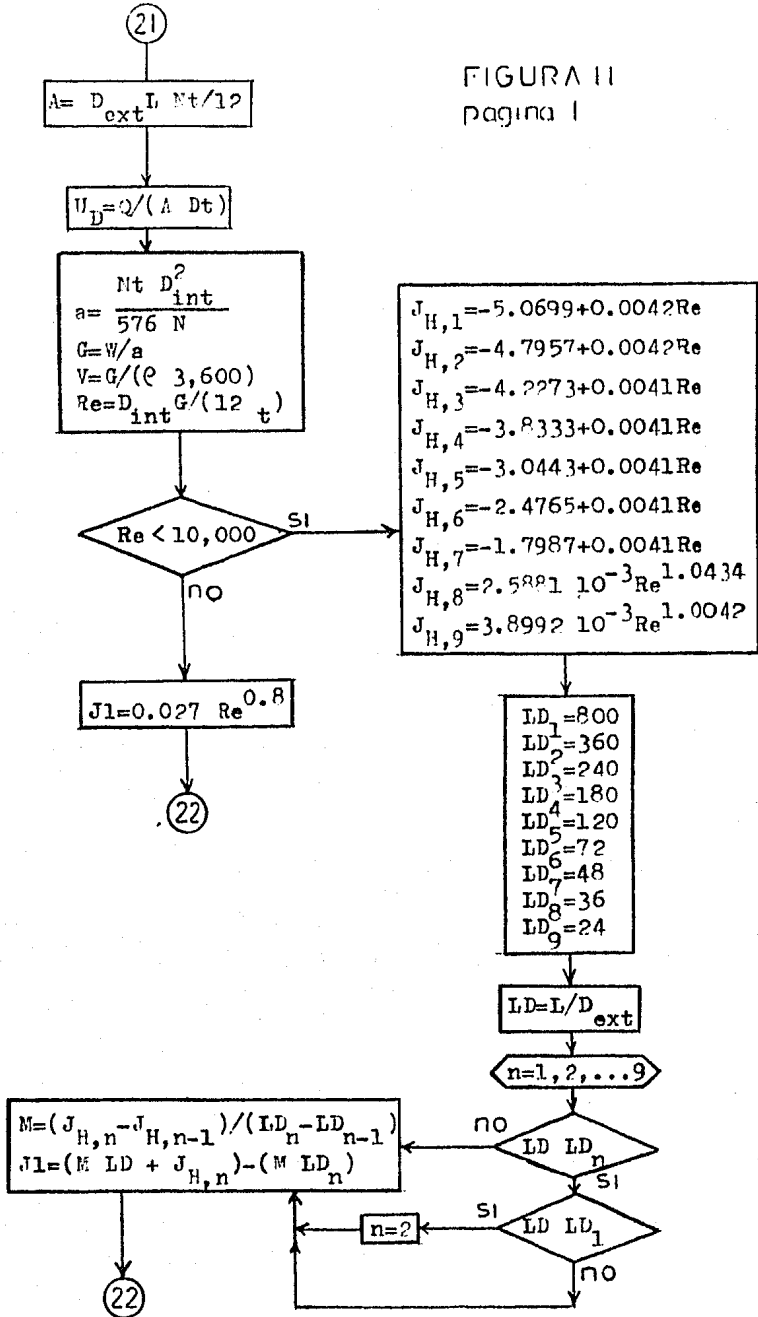 21
FIGURA 11
pagina 1
A= D_ext L Nt/12
U_D=Q/(A Dt)
a= Nt D²_int / 576 N
G=W/a
V=G/(ρ 3,600)
Re=D_int G/(12 t)
Re < 10,000
SI
no
J1=0.027 Re^0.8
22
J_H,1=-5.0699+0.0042Re
J_H,2=-4.7957+0.0042Re
J_H,3=-4.2273+0.0041Re
J_H,4=-3.8333+0.0041Re
J_H,5=-3.0443+0.0041Re
J_H,6=-2.4765+0.0041Re
J_H,7=-1.7987+0.0041Re
J_H,8=2.5881 10^-3 Re^1.0434
J_H,9=3.8992 10^-3 Re^1.0042
LD_1=800
LD_2=360
LD_3=240
LD_4=180
LD_5=120
LD_6=72
LD_7=48
LD_8=36
LD_9=24
LD=L/D_ext
n=1,2,...9
LD LD_n
no
SI
M=(J_H,n-J_H,n-1)/(LD_n-LD_n-1)
J1=(M LD + J_H,n)-(M LD_n)
LD LD_1
SI
n=2
no
22